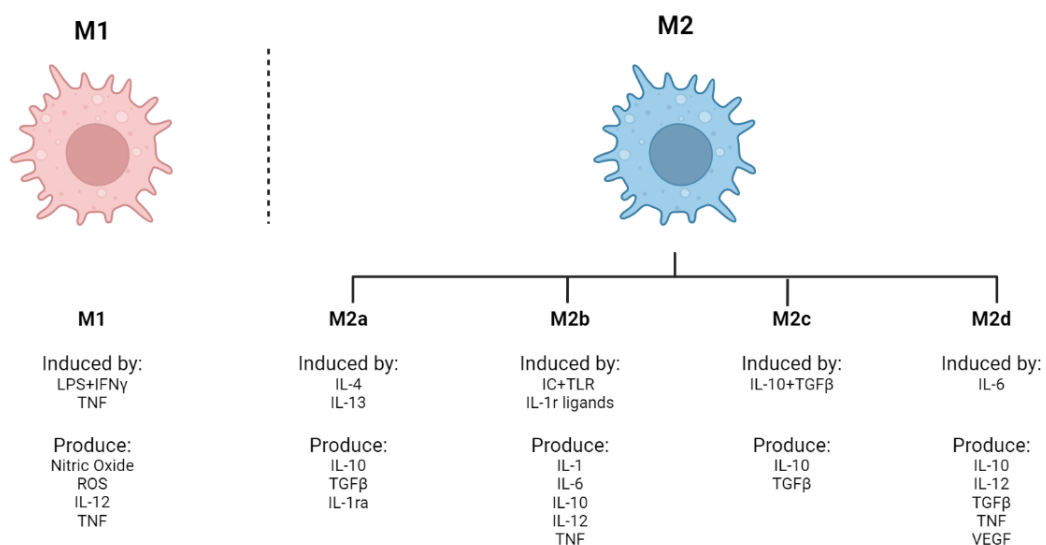 M1
M2
M1
Induced by:
LPS+IFNγ
TNF
Produce:
Nitric Oxide
ROS
IL-12
TNF
M2a
Induced by:
IL-4
IL-13
Produce:
IL-10
TGFβ
IL-1ra
M2b
Induced by:
IC+TLR
IL-1r ligands
Produce:
IL-1
IL-6
IL-10
IL-12
TNF
M2c
Induced by:
IL-10+TGFβ
Produce:
IL-10
TGFβ
M2d
Induced by:
IL-6
Produce:
IL-10
IL-12
TGFβ
TNF
VEGF